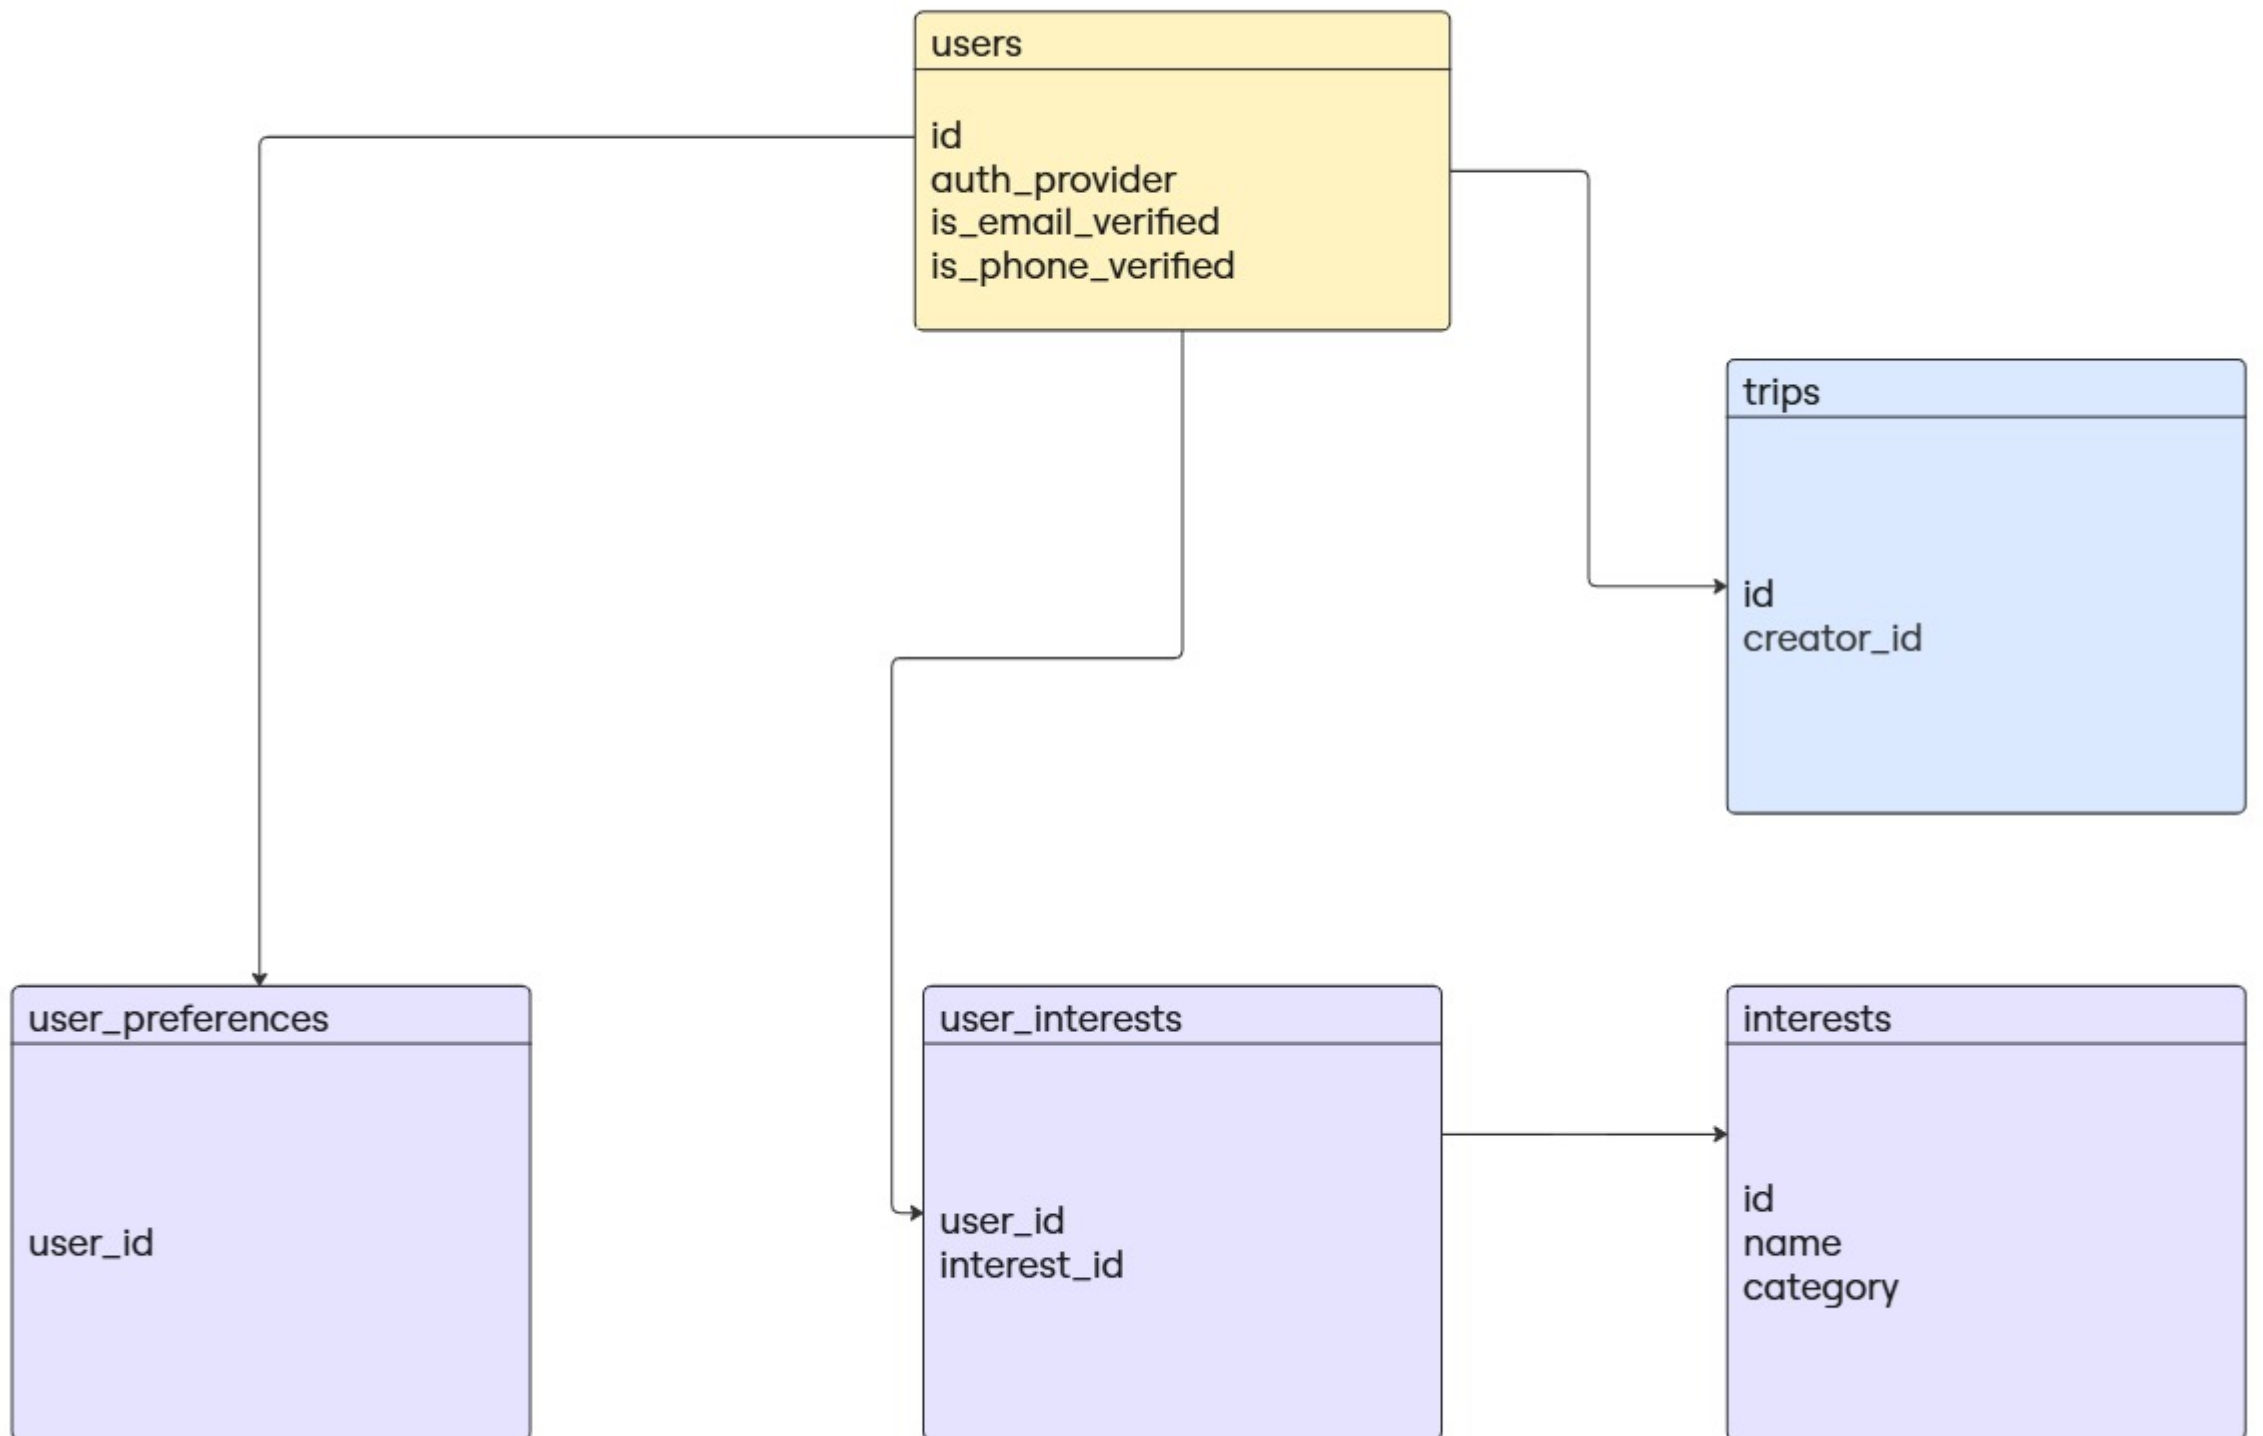 users
id
auth_provider
is_email_verified
is_phone_verified
trips
id
creator_id
user_preferences
user_id
user_interests
user_id
interest_id
interests
id
name
category